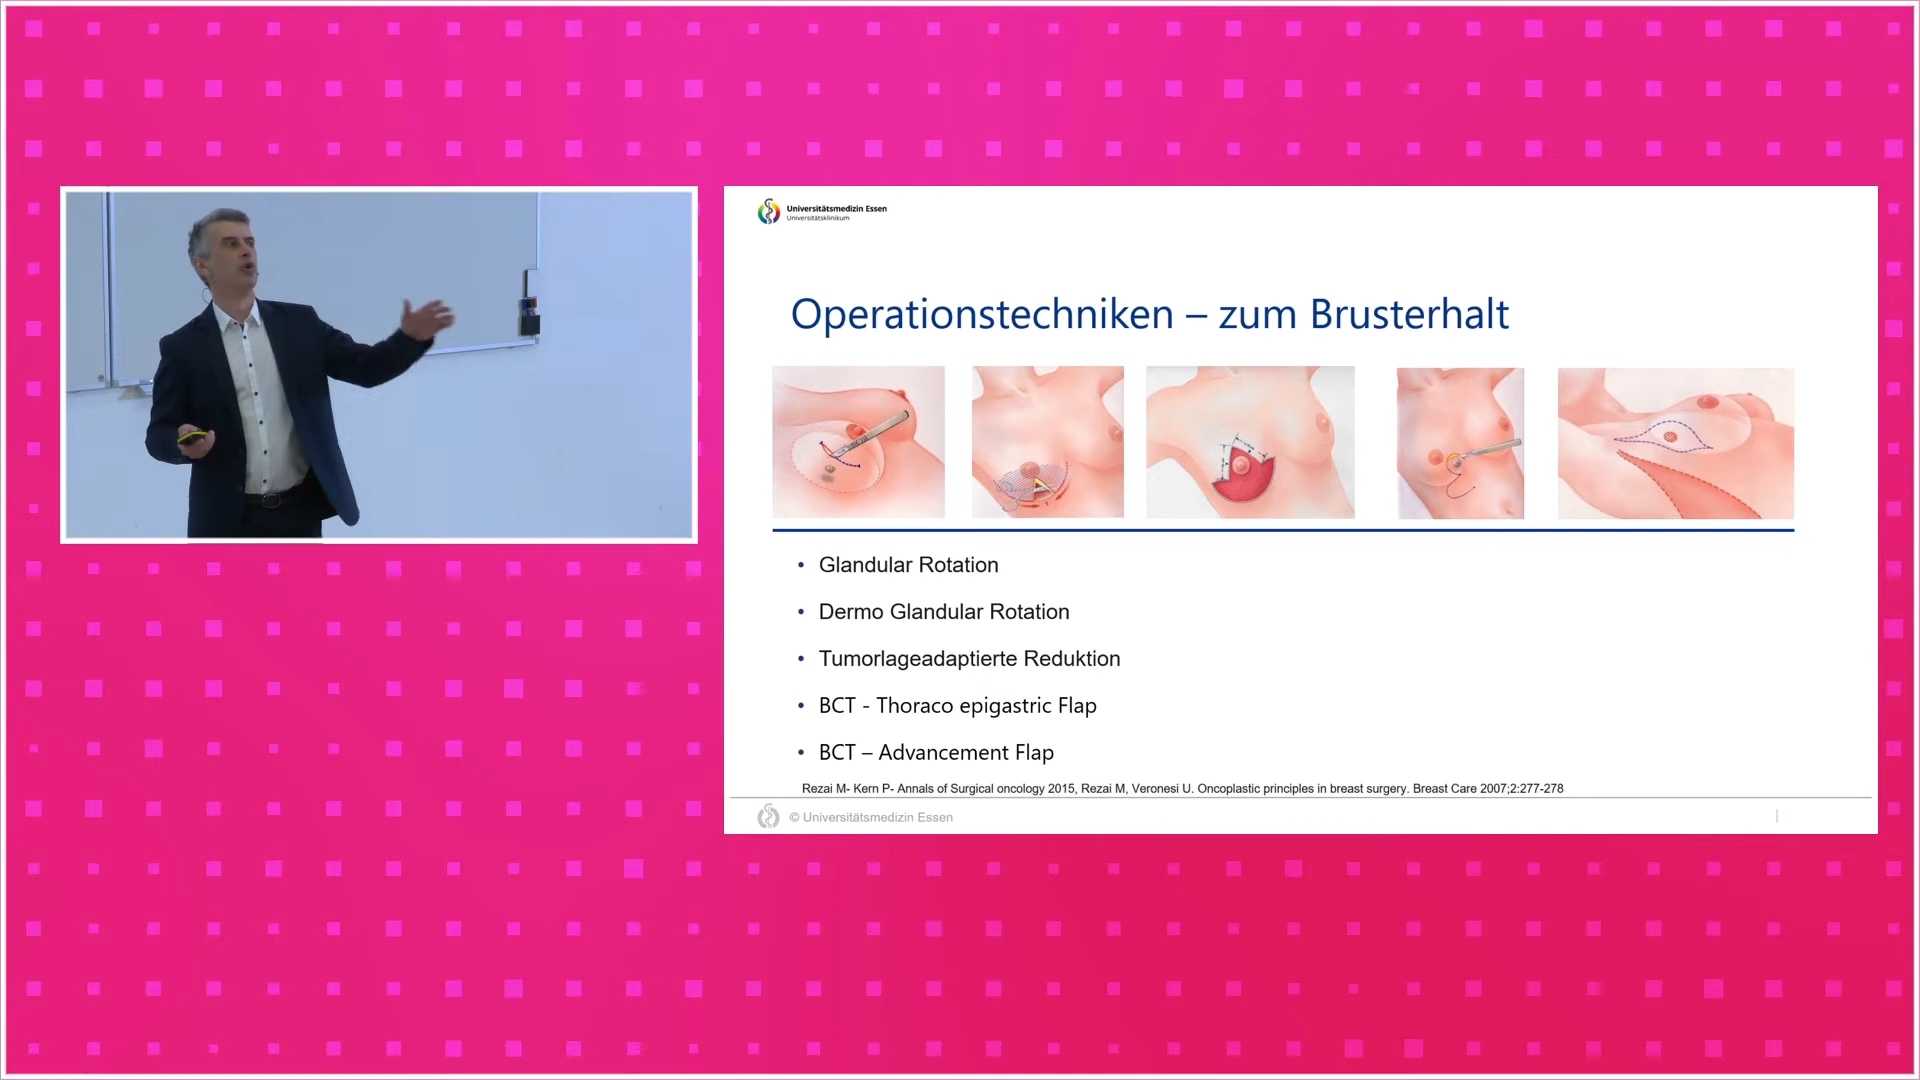 Universitätsmedizin Essen
Universitätsklinikum
Operationstechniken – zum Brusterhalt
• Glandular Rotation
• Dermo Glandular Rotation
• Tumorlageadaptierte Reduktion
• BCT - Thoraco epigastric Flap
• BCT – Advancement Flap
Rezai M- Kern P- Annals of Surgical oncology 2015, Rezai M, Veronesi U. Oncoplastic principles in breast surgery. Breast Care 2007;2:277-278
© Universitätsmedizin Essen